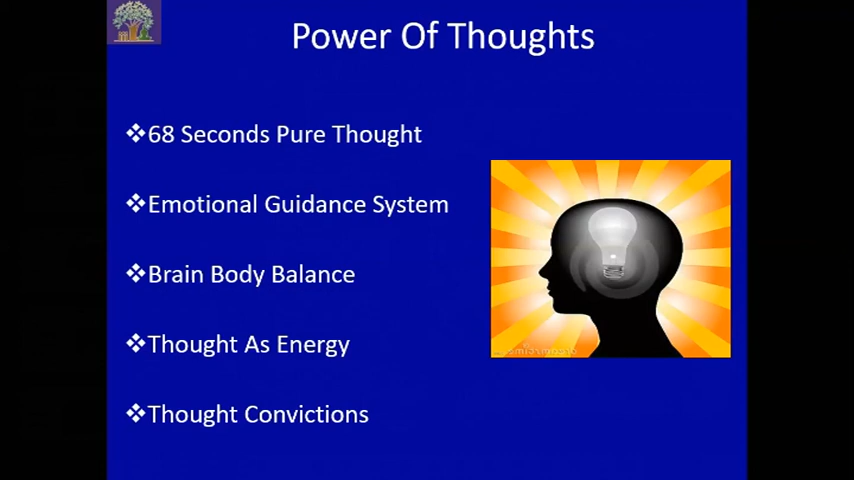 Power Of Thoughts
❖68 Seconds Pure Thought
❖Emotional Guidance System
❖Brain Body Balance
❖Thought As Energy
❖Thought Convictions